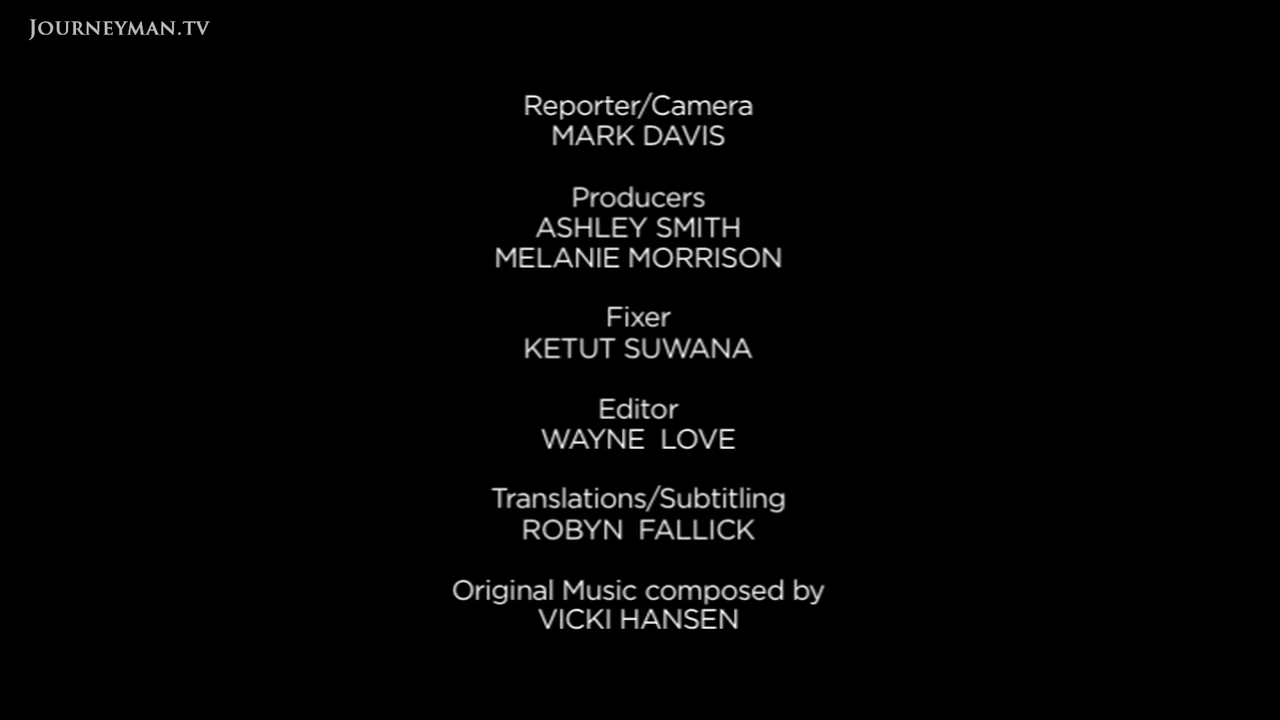 JOURNEYMAN.TV
Reporter/Camera
MARK DAVIS
Producers
ASHLEY SMITH
MELANIE MORRISON
Fixer
KETUT SUWANA
Editor
WAYNE LOVE
Translations/Subtitling
ROBYN FALLICK
Original Music composed by
VICKI HANSEN